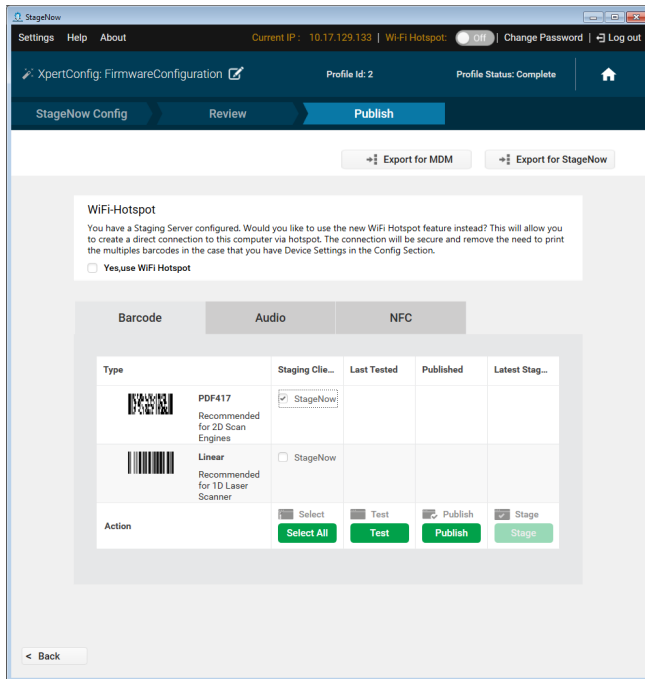 StageNow
Settings Help About Current IP : 10.17.129.133 | Wi-Fi Hotspot: Off | Change Password | Log out
XpertConfig: FirmwareConfiguration Profile Id: 2 Profile Status: Complete
StageNow Config Review Publish
Export for MDM Export for StageNow
WiFi-Hotspot
You have a Staging Server configured. Would you like to use the new WiFi Hotspot feature instead? This will allow you
to create a direct connection to this computer via hotspot. The connection will be secure and remove the need to print
the multiples barcodes in the case that you have Device Settings in the Config Section.
Yes,use WiFi Hotspot
Barcode Audio NFC
Type Staging Clie... Last Tested Published Latest Stag...
PDF417 StageNow
Recommended
for 2D Scan
Engines
Linear StageNow
Recommended
for 1D Laser
Scanner
Action Select Test Publish Stage
Select All Test Publish Stage
< Back